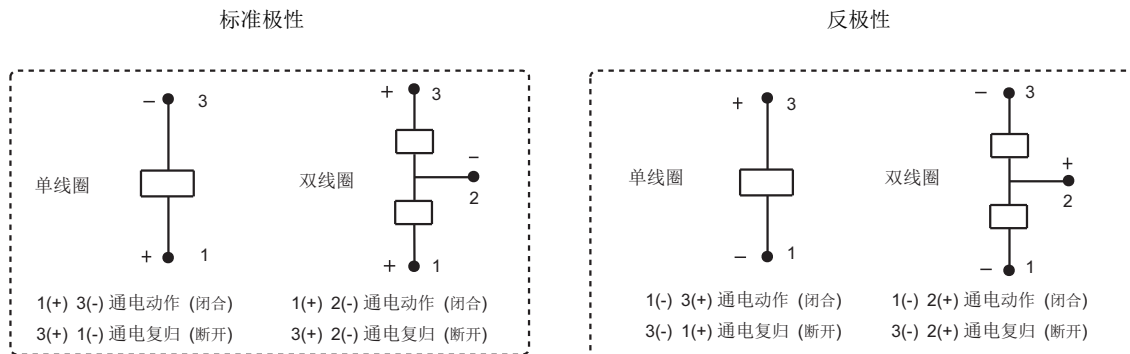 标准极性
反极性
− 3
+ 3
−
单线圈
双线圈
2
+ 1
+ 1
1(+) 3(-) 通电动作 (闭合)
1(+) 2(-) 通电动作 (闭合)
3(+) 1(-) 通电复归 (断开)
3(+) 2(-) 通电复归 (断开)
+ 3
− 3
+
单线圈
双线圈
2
− 1
− 1
1(-) 3(+) 通电动作 (闭合)
1(-) 2(+) 通电动作 (闭合)
3(-) 1(+) 通电复归 (断开)
3(-) 2(+) 通电复归 (断开)